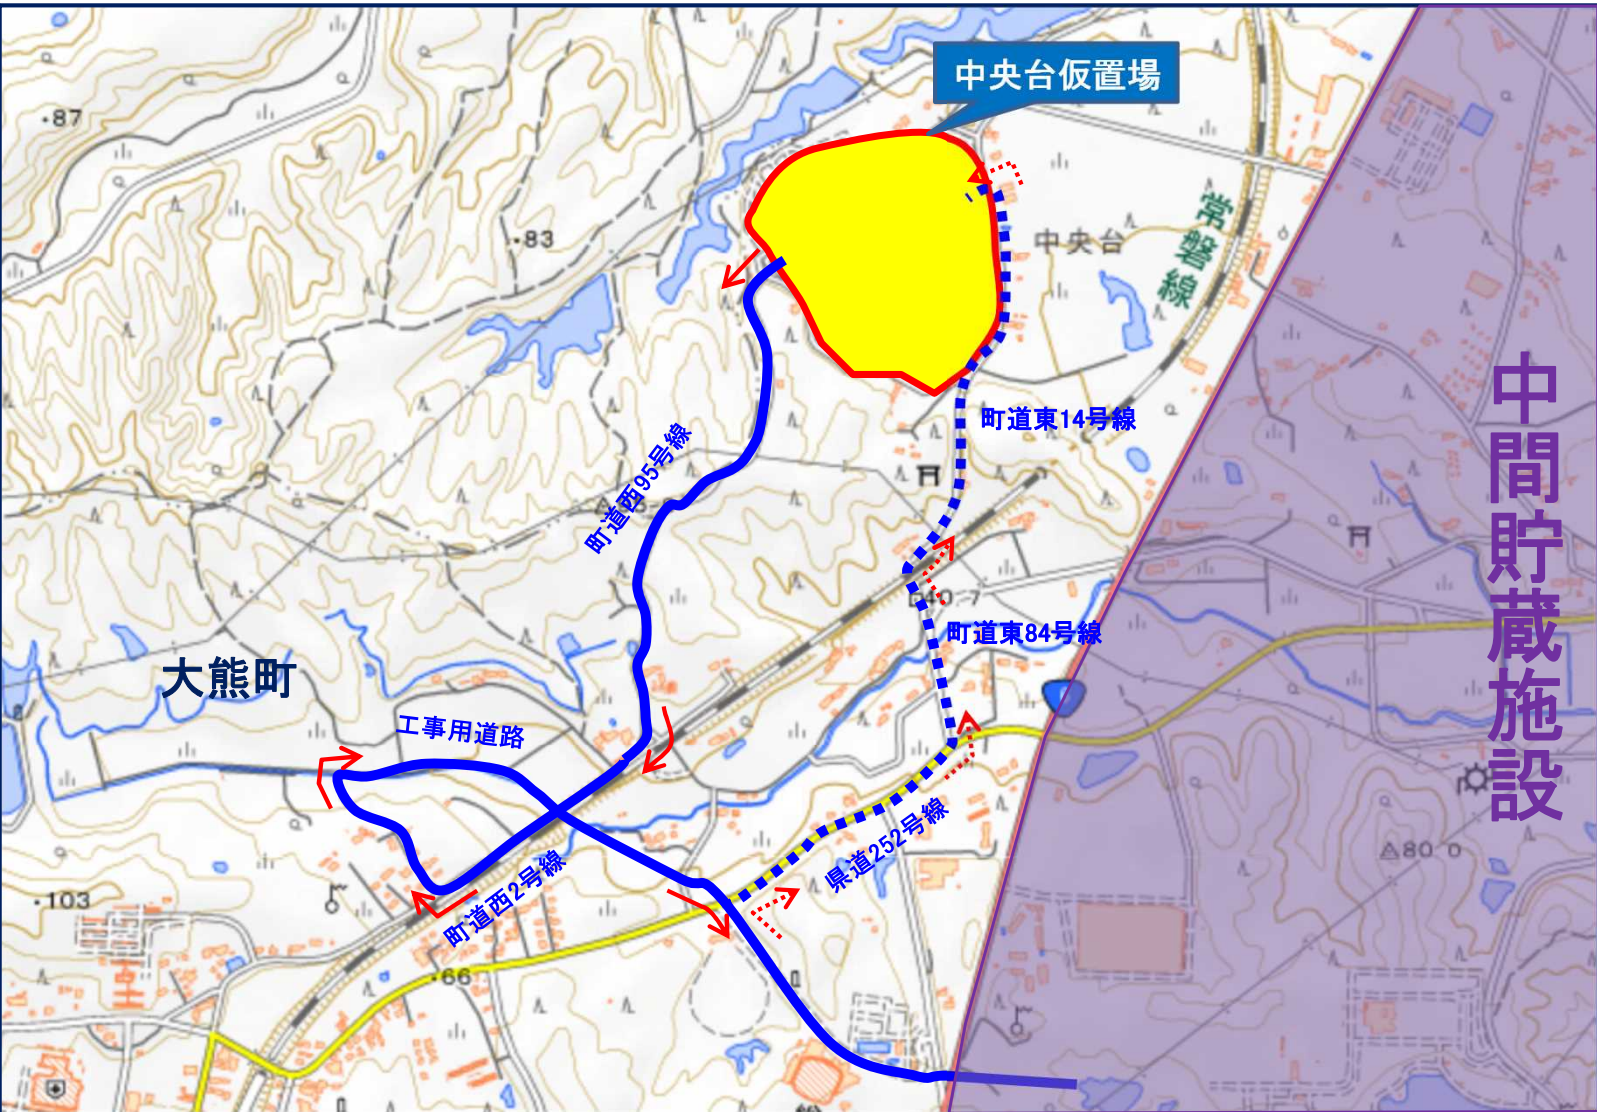 中央台仮置場
・87
常磐線
・83
中央台
中間貯蔵施設
町道東14号線
町道西95号線
40.7
町道東84号線
大熊町
工事用道路
県道252号線
80.0
町道西2号線
・103
・66